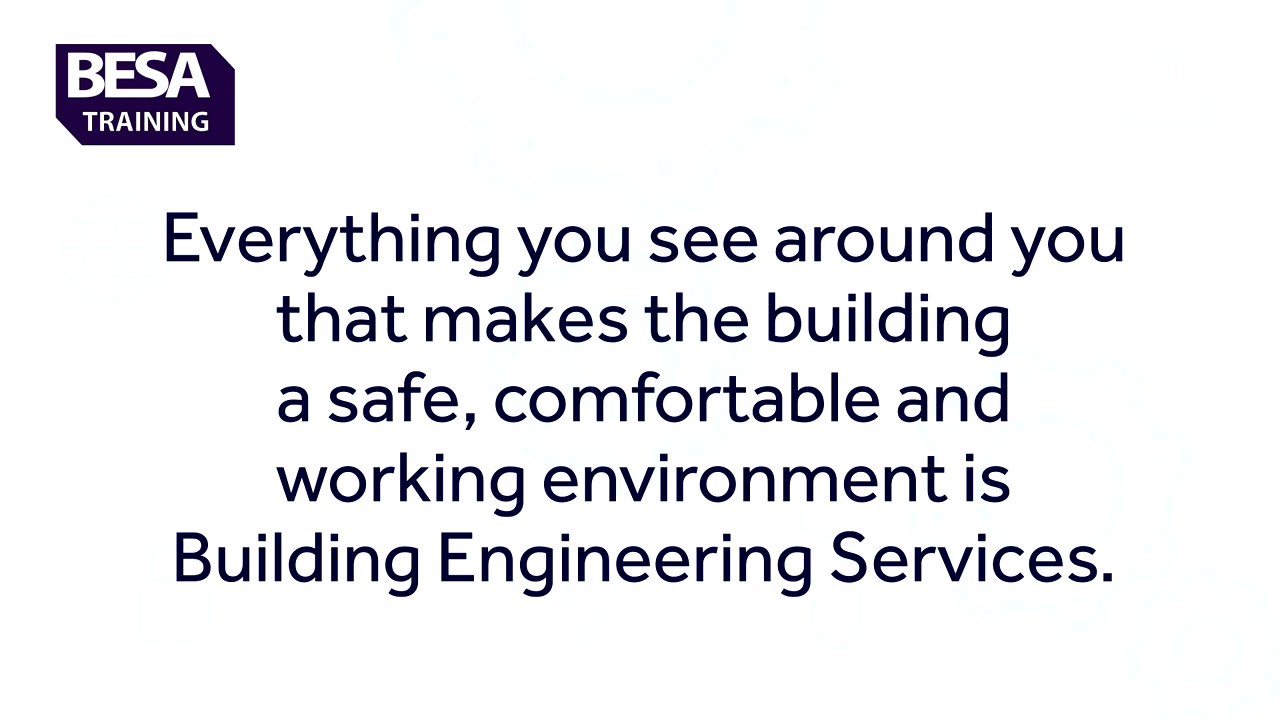 BESA
TRAINING
Everything you see around you
that makes the building
a safe, comfortable and
working environment is
Building Engineering Services.